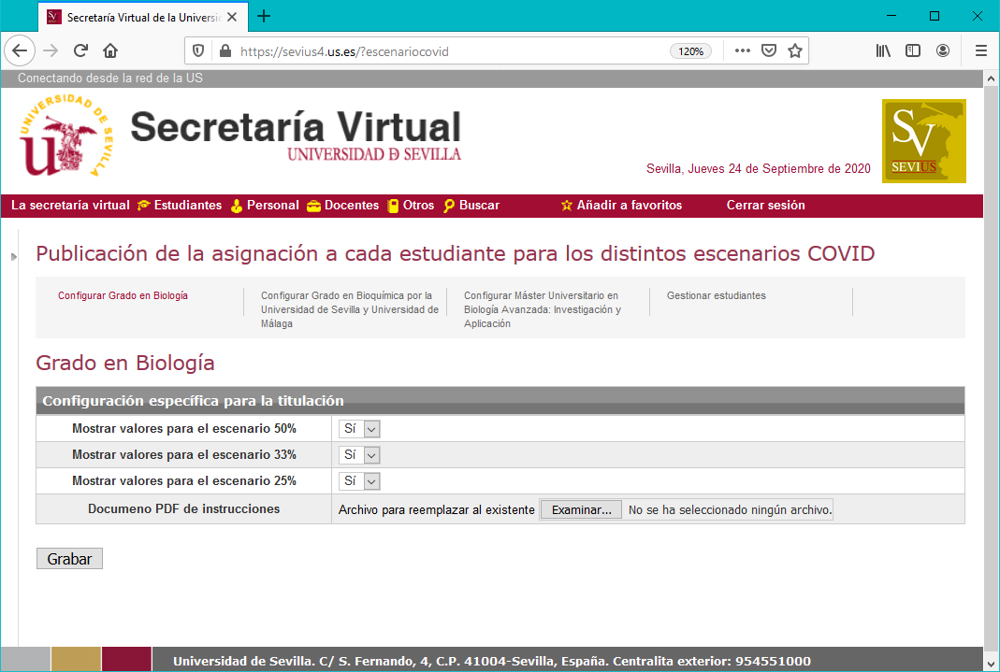 Secretaría Virtual de la Universid
https://sevius4.us.es/?escenariocovid
120%
Conectando desde la red de la US
UNIVERSIDAD DE SEVILLA
Secretaría Virtual
UNIVERSIDAD Ð SEVILLA
SV
SEVIUS
Sevilla, Jueves 24 de Septiembre de 2020
La secretaría virtual Estudiantes Personal Docentes Otros Buscar Añadir a favoritos Cerrar sesión
Publicación de la asignación a cada estudiante para los distintos escenarios COVID
Configurar Grado en Biología
Configurar Grado en Bioquímica por la
Universidad de Sevilla y Universidad de
Málaga
Configurar Máster Universitario en
Biología Avanzada: Investigación y
Aplicación
Gestionar estudiantes
Grado en Biología
Configuración específica para la titulación
Mostrar valores para el escenario 50% Sí
Mostrar valores para el escenario 33% Sí
Mostrar valores para el escenario 25% Sí
Documeno PDF de instrucciones Archivo para reemplazar al existente Examinar... No se ha seleccionado ningún archivo.
Grabar
Universidad de Sevilla. C/ S. Fernando, 4, C.P. 41004-Sevilla, España. Centralita exterior: 954551000